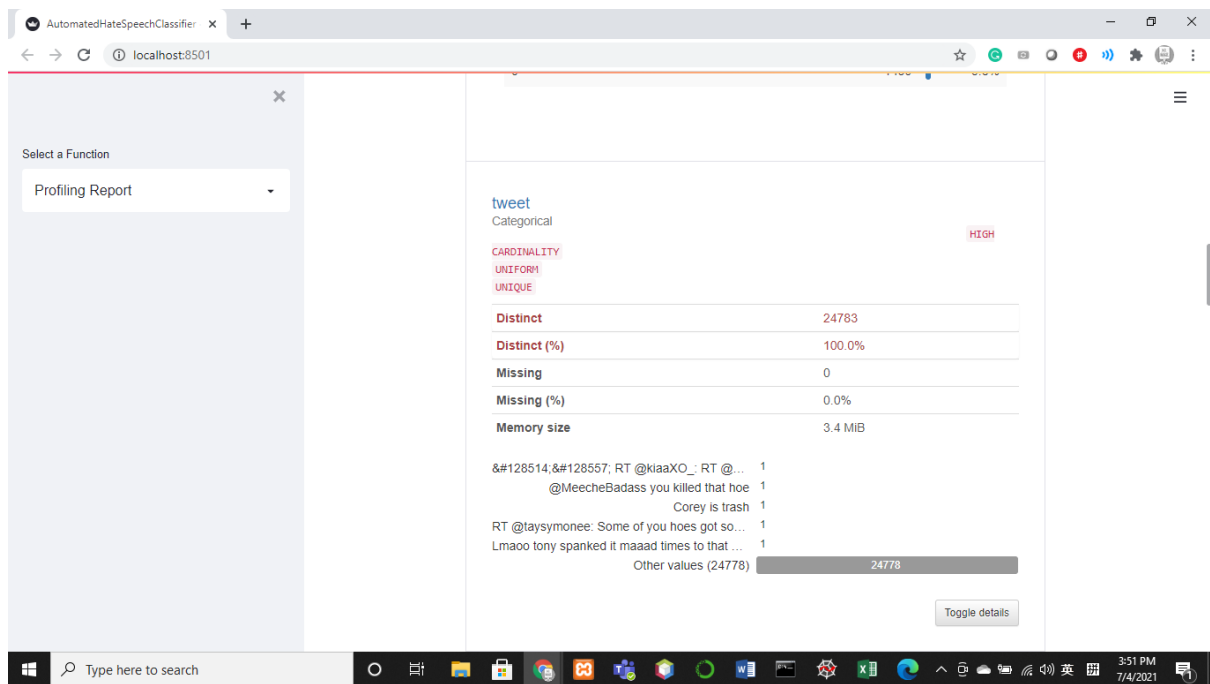 AutomatedHateSpeechClassifier
localhost:8501
Select a Function
Profiling Report
tweet
Categorical
HIGH
CARDINALITY
UNIFORM
UNIQUE
Distinct 24783
Distinct (%) 100.0%
Missing 0
Missing (%) 0.0%
Memory size 3.4 MiB
&#128514;&#128557; RT @kiaaXO_: RT @... 1
@MeecheBadass you killed that hoe 1
Corey is trash 1
RT @taysymonee: Some of you hoes got so... 1
Lmaoo tony spanked it maaad times to that ... 1
Other values (24778) 24778
Toggle details
Type here to search
英
拼
3:51 PM
7/4/2021